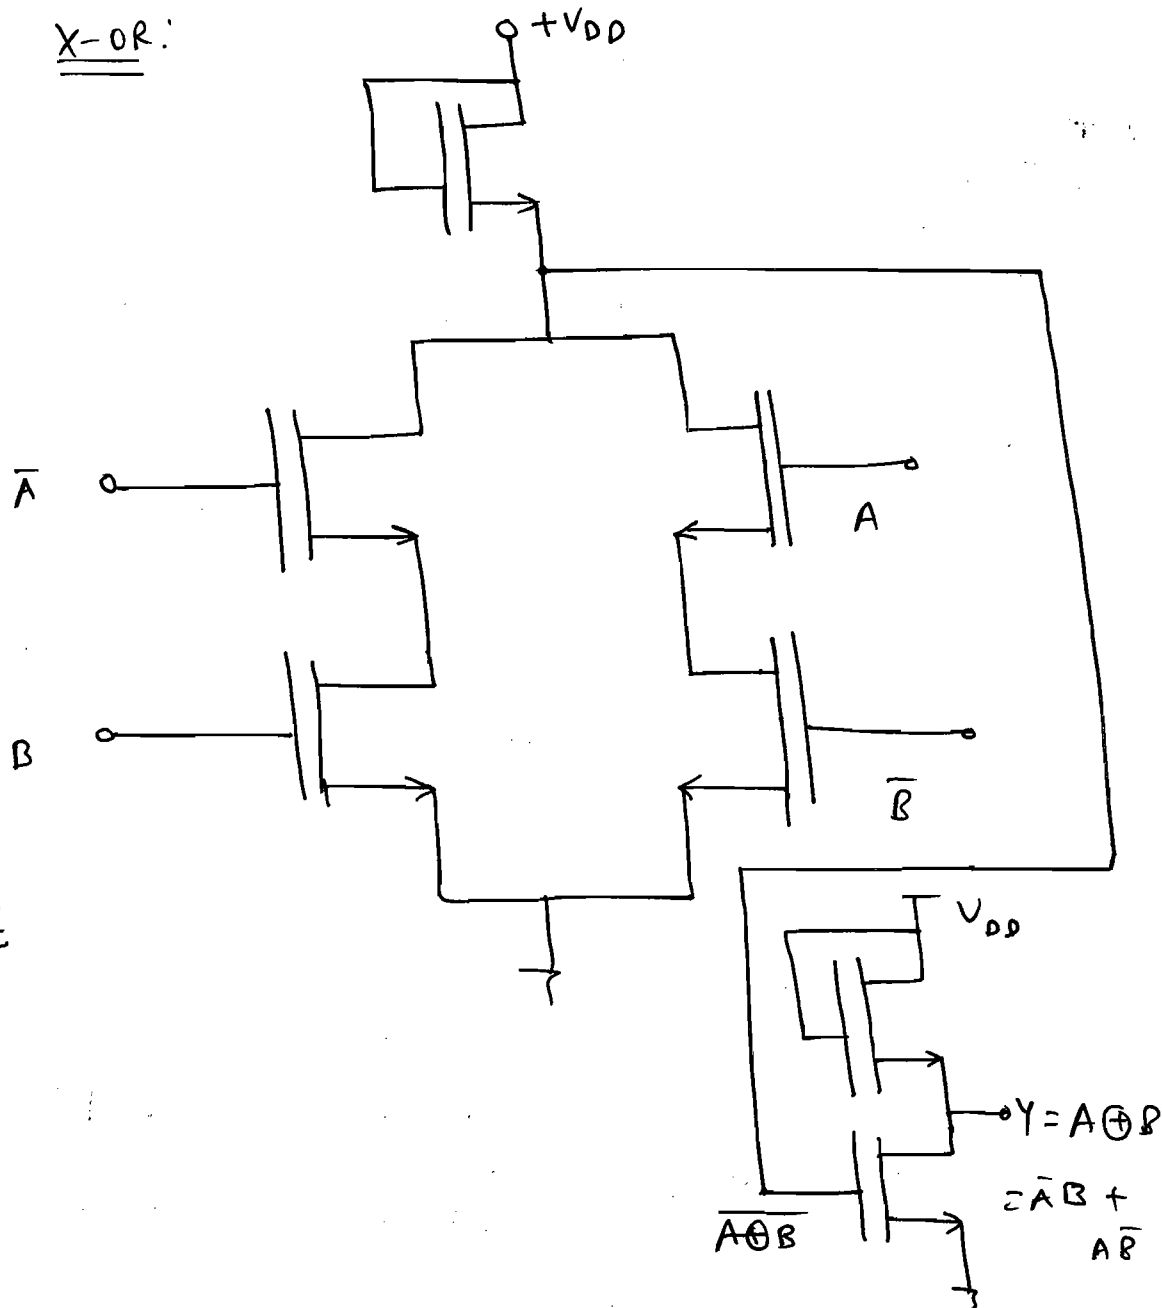 X-OR:
+VDD
Ā
A
B
B̅
VDD
Y = A ⊕ B
= ĀB +
AB̅
A̅⊕̅B̅